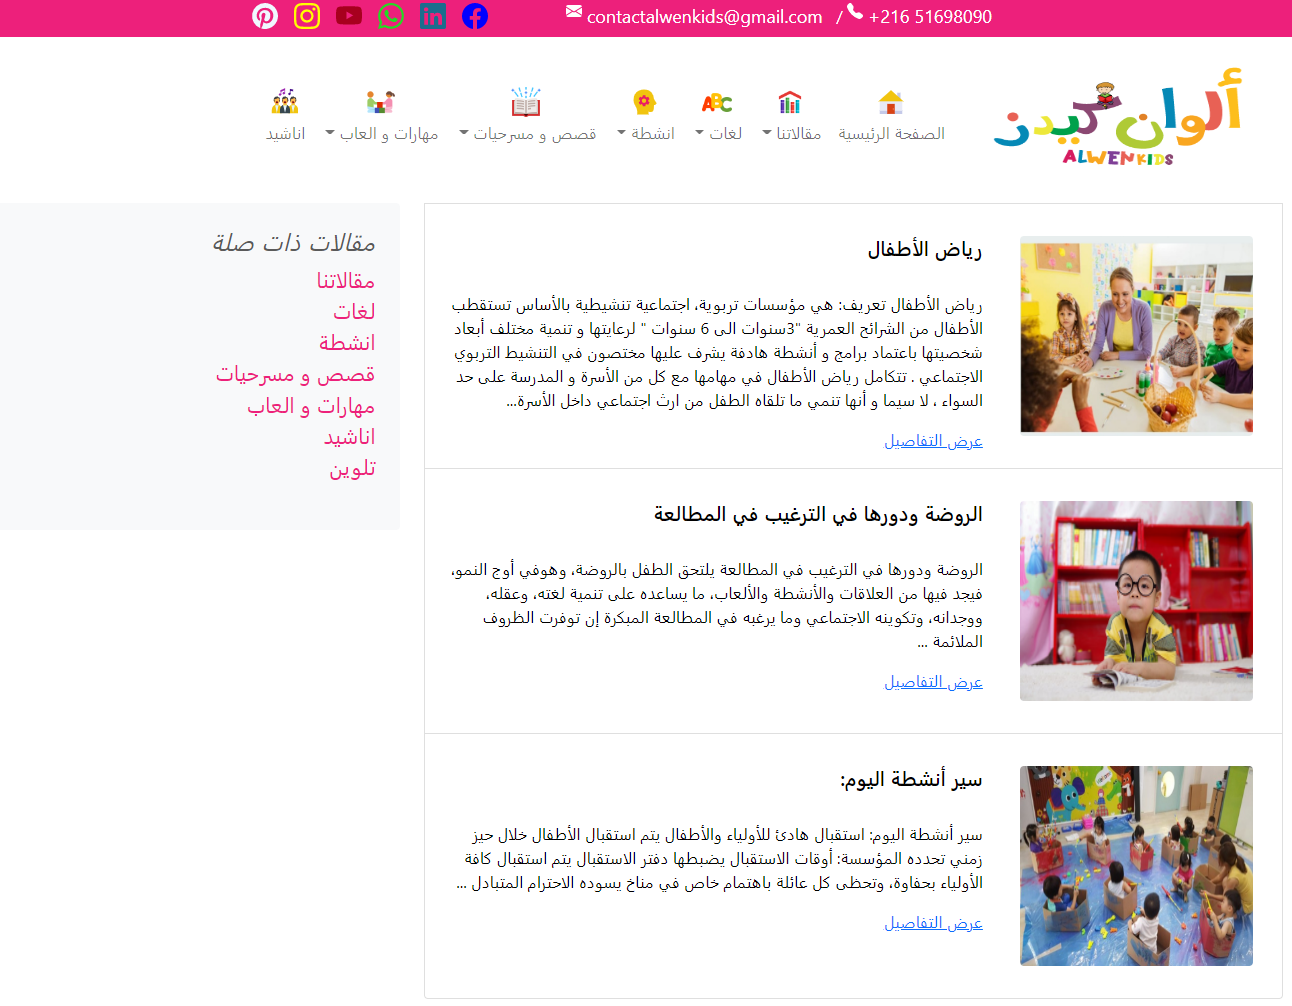 contactalwenkids@gmail.com / +216 51698090
ألوان كيدز
ALWENKIDS
الصفحة الرئيسية
مقالاتنا
لغات
انشطة
قصص و مسرحيات
مهارات و العاب
اناشيد
رياض الأطفال
رياض الأطفال تعريف: هي مؤسسات تربوية، اجتماعية تنشيطية بالأساس تستقطب
الأطفال من الشرائح العمرية "3سنوات الى 6 سنوات " لرعايتها و تنمية مختلف أبعاد
شخصيتها باعتماد برامج و أنشطة هادفة يشرف عليها مختصون في التنشيط التربوي
الاجتماعي . تتكامل رياض الأطفال في مهامها مع كل من الأسرة و المدرسة على حد
السواء ، لا سيما و أنها تنمي ما تلقاه الطفل من ارث اجتماعي داخل الأسرة...
عرض التفاصيل
الروضة ودورها في الترغيب في المطالعة
الروضة ودورها في الترغيب في المطالعة يلتحق الطفل بالروضة، وهوفي أوج النمو،
فيجد فيها من العلاقات والأنشطة والألعاب، ما يساعده على تنمية لغته، وعقله،
ووجدانه، وتكوينه الاجتماعي وما يرغبه في المطالعة المبكرة إن توفرت الظروف
الملائمة ...
عرض التفاصيل
سير أنشطة اليوم:
سير أنشطة اليوم: استقبال هادئ للأولياء والأطفال يتم استقبال الأطفال خلال حيز
زمني تحدده المؤسسة: أوقات الاستقبال يضبطها دفتر الاستقبال يتم استقبال كافة
الأولياء بحفاوة، وتحظى كل عائلة باهتمام خاص في مناخ يسوده الاحترام المتبادل ...
عرض التفاصيل
مقالات ذات صلة
مقالاتنا
لغات
انشطة
قصص و مسرحيات
مهارات و العاب
اناشيد
تلوين